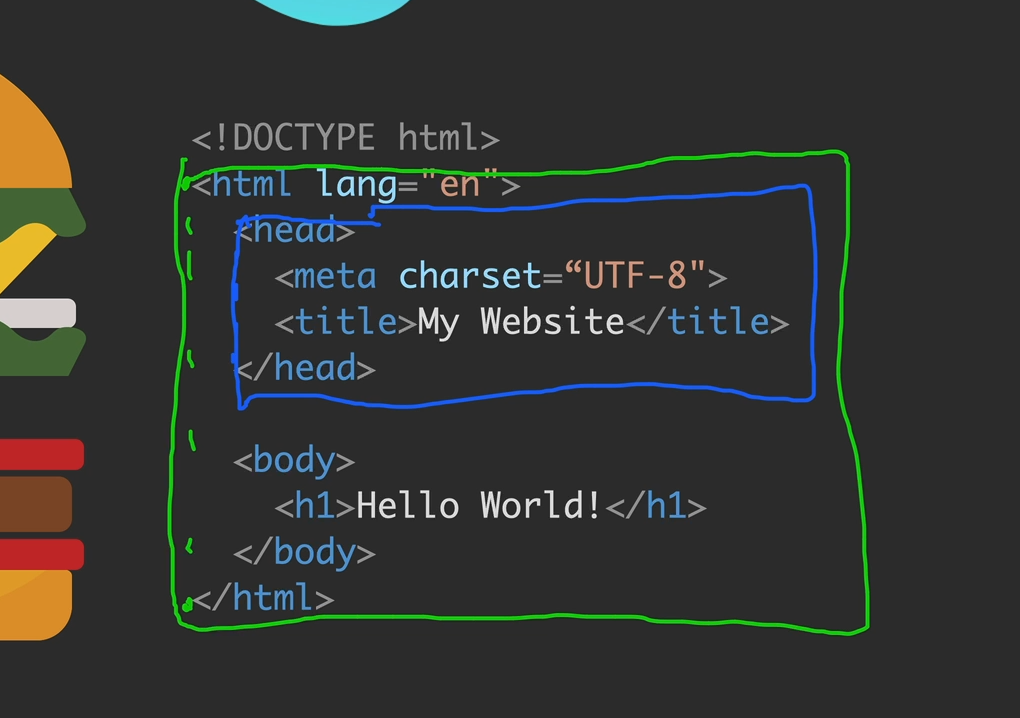 <!DOCTYPE html>
<html lang="en">
<head>
<meta charset=“UTF-8">
<title>My Website</title>
</head>
<body>
<h1>Hello World!</h1>
</body>
</html>